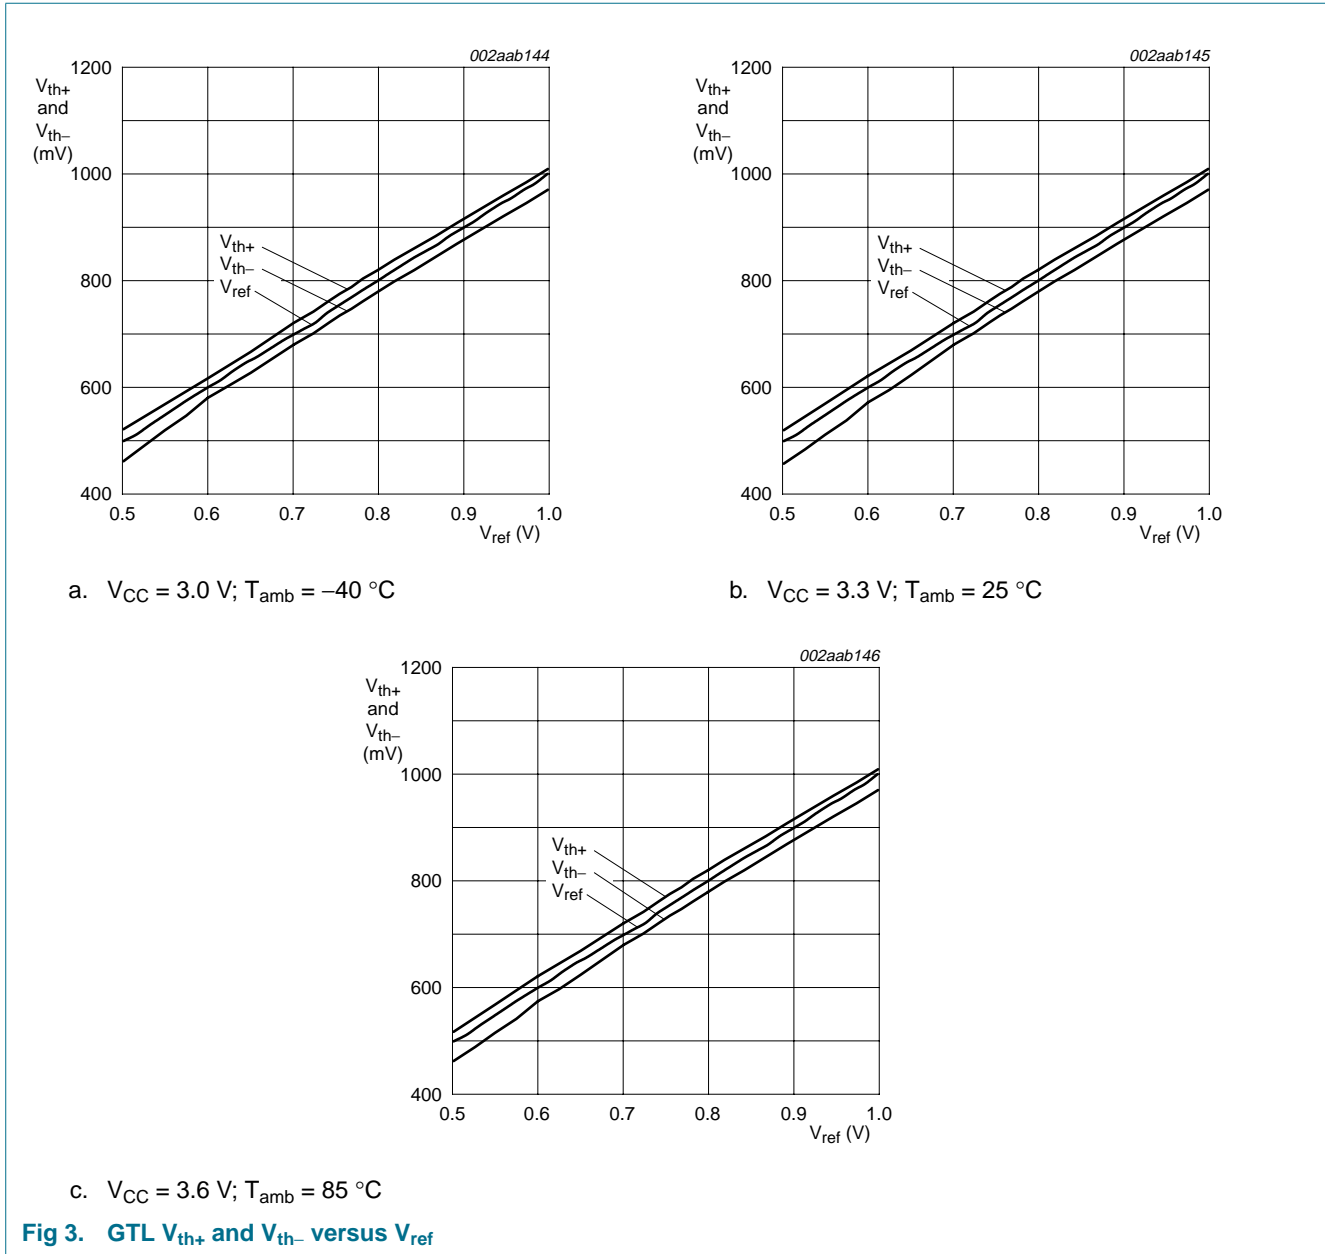 002aab144
1200
Vth+
and
Vth−
(mV)
1000
800
600
400
Vth+
Vth−
Vref
0.5 0.6 0.7 0.8 0.9 1.0
Vref (V)
a. VCC = 3.0 V; Tamb = −40 °C
002aab145
1200
Vth+
and
Vth−
(mV)
1000
800
600
400
Vth+
Vth−
Vref
0.5 0.6 0.7 0.8 0.9 1.0
Vref (V)
b. VCC = 3.3 V; Tamb = 25 °C
002aab146
1200
Vth+
and
Vth−
(mV)
1000
800
600
400
Vth+
Vth−
Vref
0.5 0.6 0.7 0.8 0.9 1.0
Vref (V)
c. VCC = 3.6 V; Tamb = 85 °C
Fig 3. GTL Vth+ and Vth− versus Vref